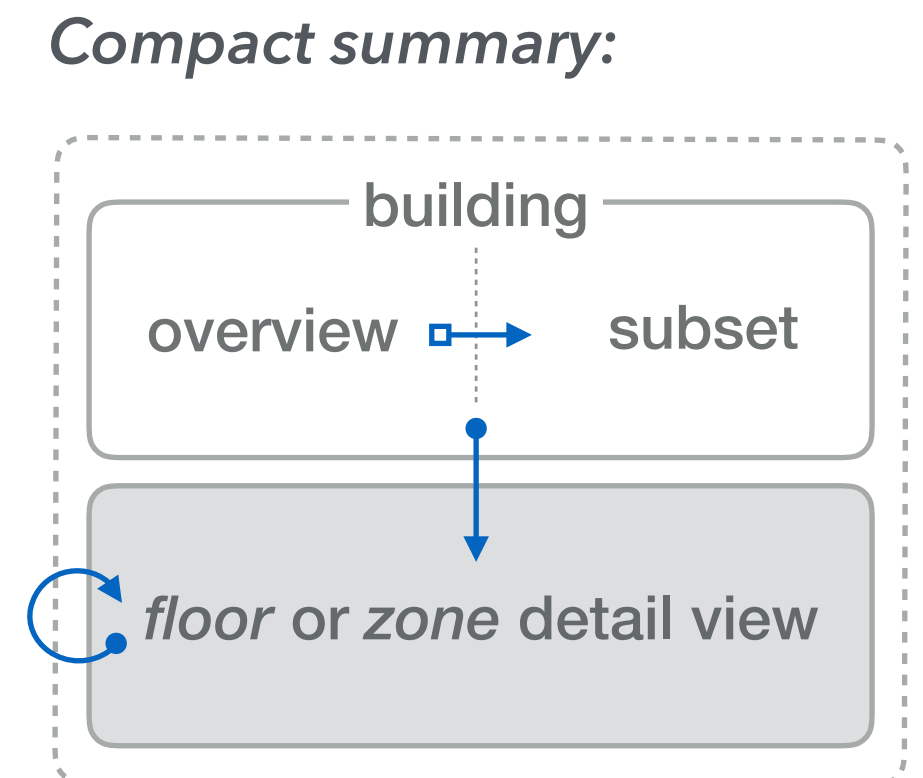 Compact summary:
building
overview
subset
floor or zone detail view